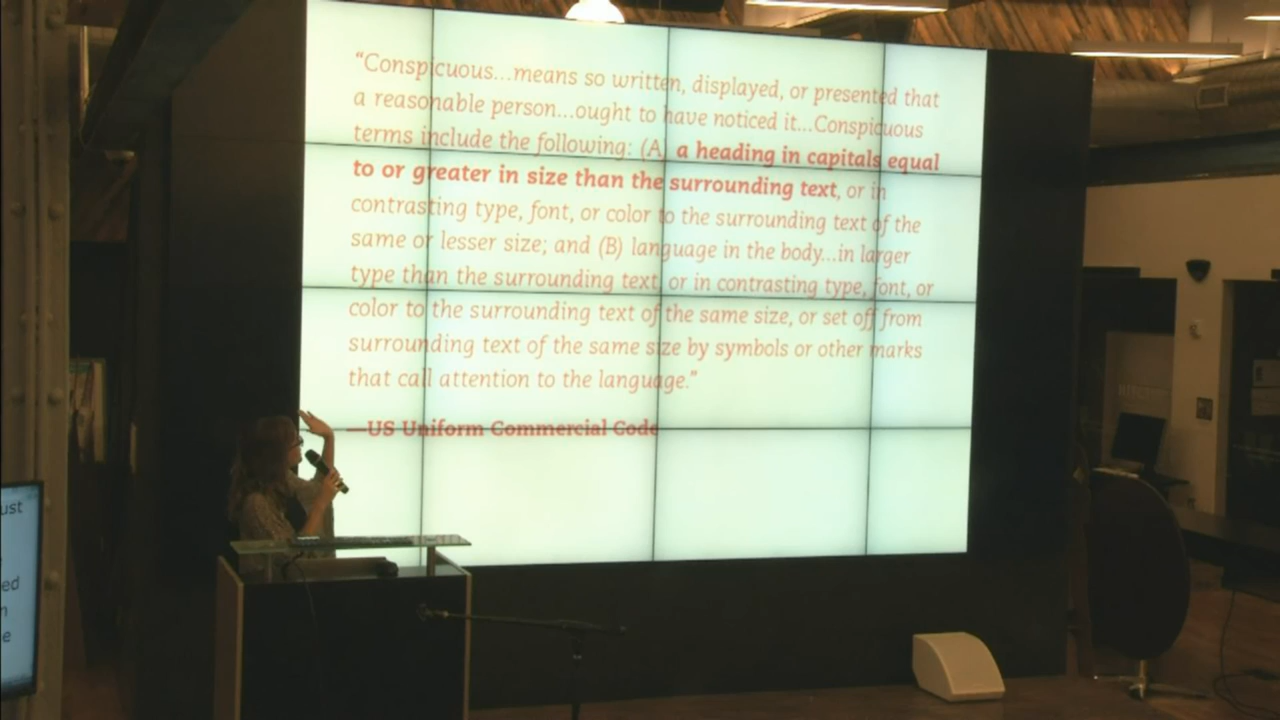 “Conspicuous...means so written, displayed, or presented that
a reasonable person...ought to have noticed it...Conspicuous
terms include the following: (A) a heading in capitals equal
to or greater in size than the surrounding text, or in
contrasting type, font, or color to the surrounding text of the
same or lesser size; and (B) language in the body...in larger
type than the surrounding text, or in contrasting type, font, or
color to the surrounding text of the same size, or set off from
surrounding text of the same size by symbols or other marks
that call attention to the language.”
—US Uniform Commercial Code
ust
ed
e